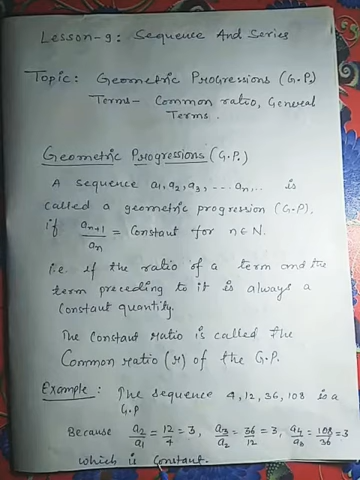 Lesson-9: Sequence And Series
Topic: Geometric Progressions (G.P.)
Terms- Common ratio, General
Terms.
Geometric Progressions (G.P.)
A sequence a₁, a₂, a₃, ---- aₙ,.. is
called a geometric progression (G.P),
if aₙ₊₁/aₙ = Constant for n∈N.
i.e if the ratio of a term and the
term preceding to it is always a
Constant quantity.
The Constant ratio is called the
Common ratio (r) of the G.P.
Example: The sequence 4, 12, 36, 108 is a
G.P
Because a₂/a₁ = 12/4 = 3, a₃/a₂ = 36/12 = 3, a₄/a₃ = 108/36 = 3
which is Constant.